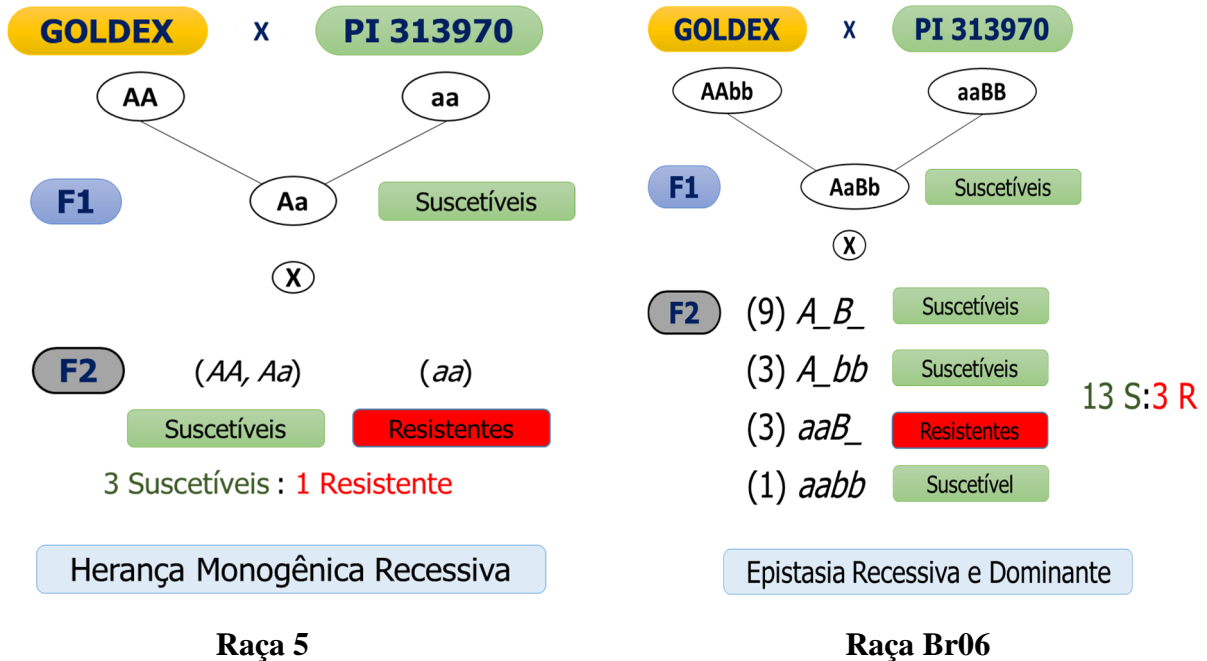 GOLDEX x PI 313970
AA aa
F1 Aa Suscetíveis
X
F2 (AA, Aa) (aa)
Suscetíveis Resistentes
3 Suscetíveis : 1 Resistente
Herança Monogênica Recessiva
Raça 5
GOLDEX x PI 313970
AAbb aaBB
F1 AaBb Suscetíveis
X
F2 (9) A_B_ Suscetíveis
(3) A_bb Suscetíveis
13 S:3 R
(3) aaB_ Resistentes
(1) aabb Suscetível
Epistasia Recessiva e Dominante
Raça Br06